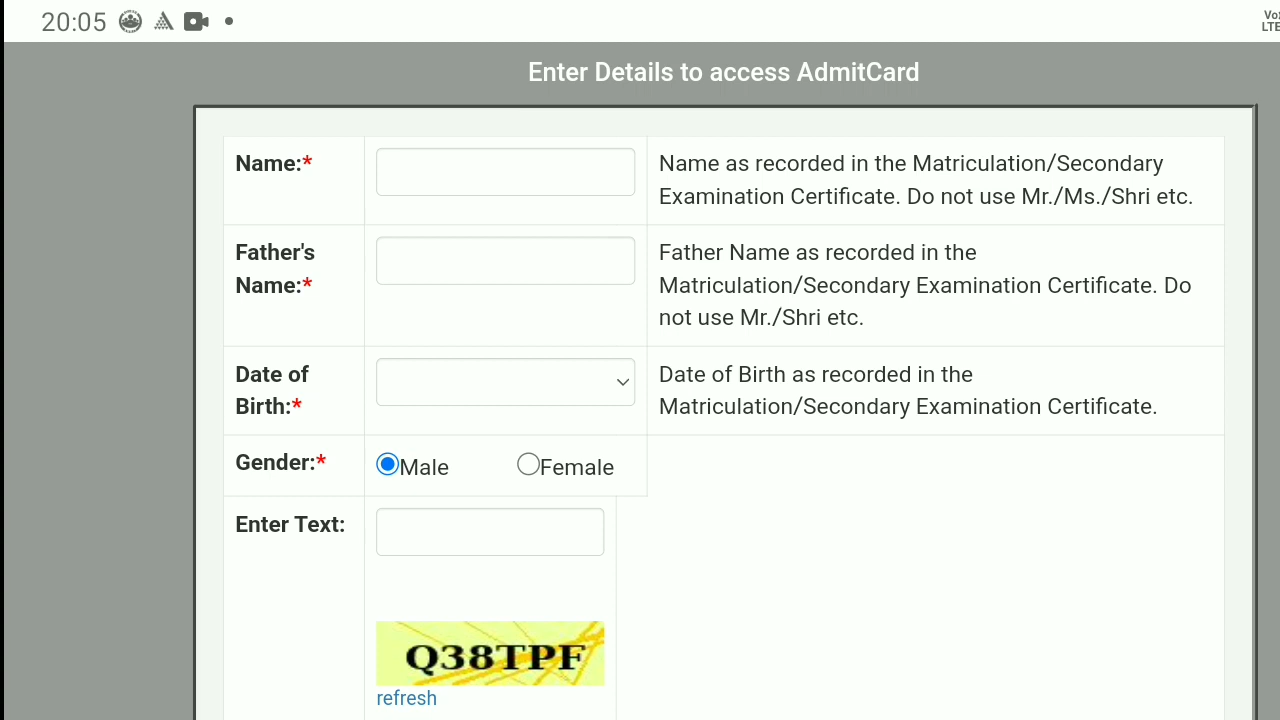 20:05
Vo
LTE
Enter Details to access AdmitCard
Name:*
Name as recorded in the Matriculation/Secondary
Examination Certificate. Do not use Mr./Ms./Shri etc.
Father's
Name:*
Father Name as recorded in the
Matriculation/Secondary Examination Certificate. Do
not use Mr./Shri etc.
Date of
Birth:*
Date of Birth as recorded in the
Matriculation/Secondary Examination Certificate.
Gender:*
Male Female
Enter Text:
Q38TPF
refresh